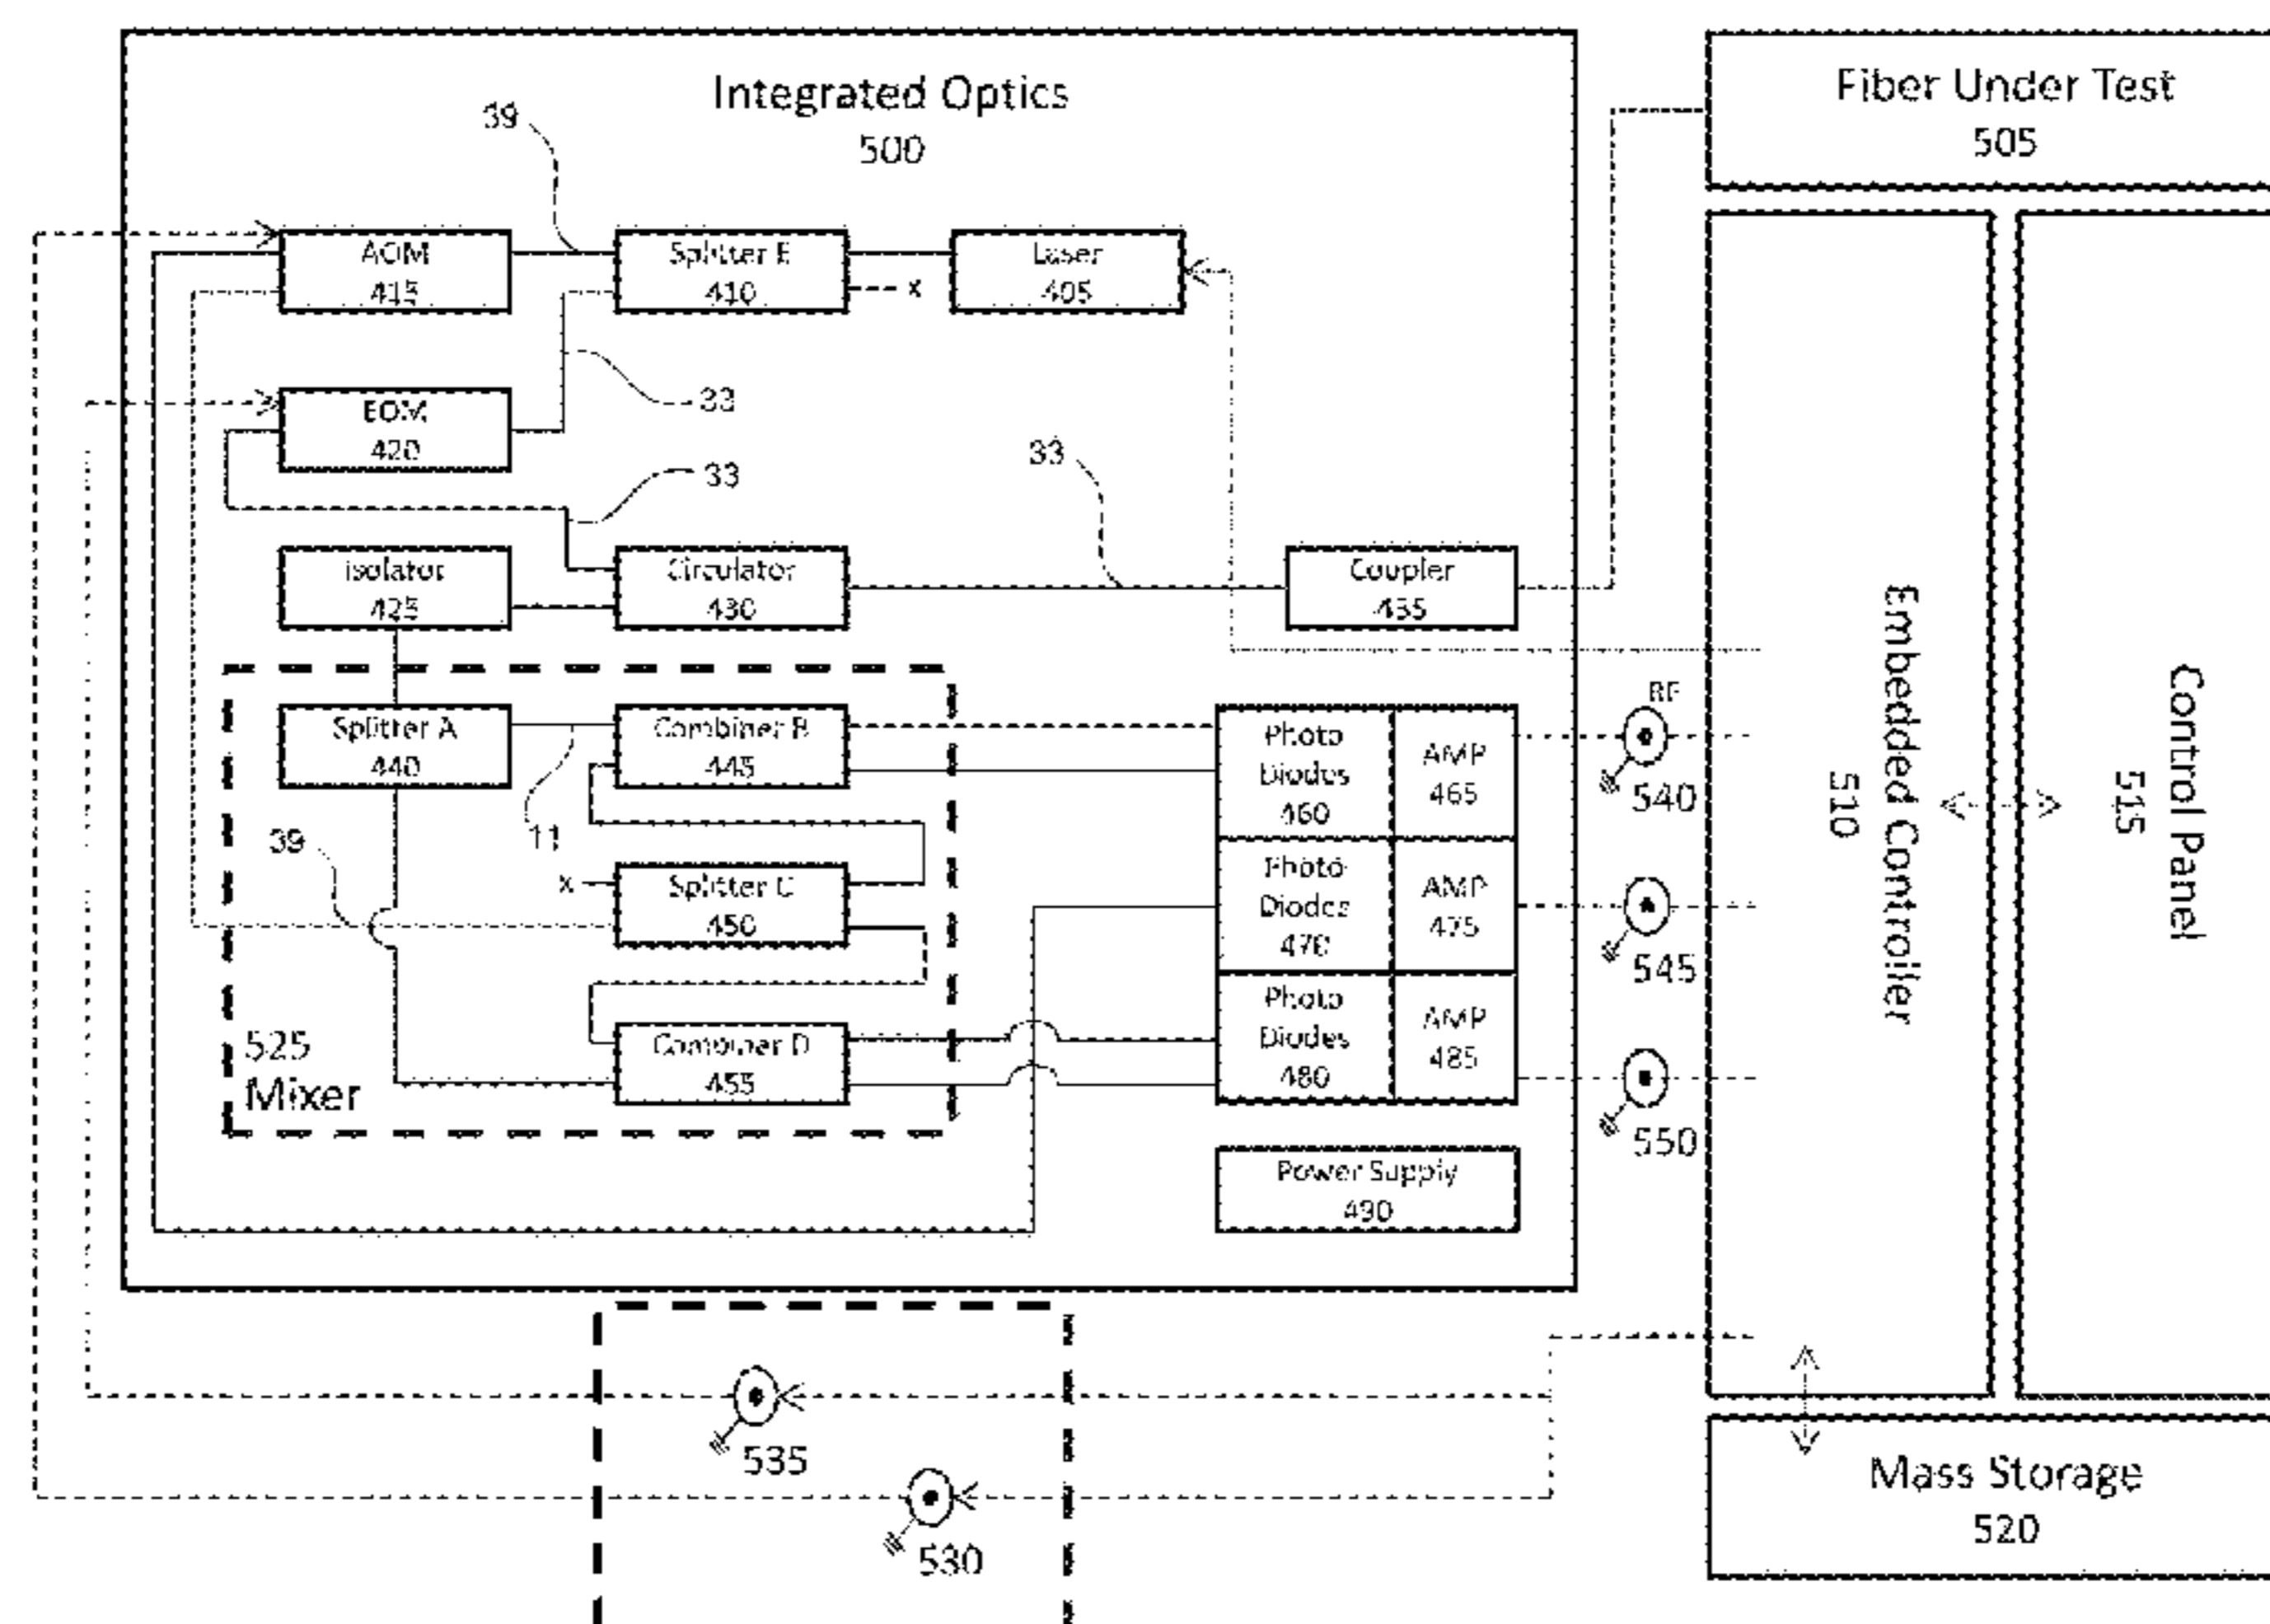 Integrated Optics
500
Fiber Under Test
505
39
AOM
415
Splitter E
410
x
Laser
405
33
EOM
420
33
33
isolator
425
Circulator
430
Coupler
435
Splitter A
440
Combiner B
445
11
39
x
Splitter C
450
Combiner D
455
525
Mixer
Photo
Diodes
460
AMP
465
Photo
Diodes
470
AMP
475
Photo
Diodes
480
AMP
485
Power Supply
490
RF
540
545
550
Embedded Controller
510
Control Panel
515
535
530
Mass Storage
520